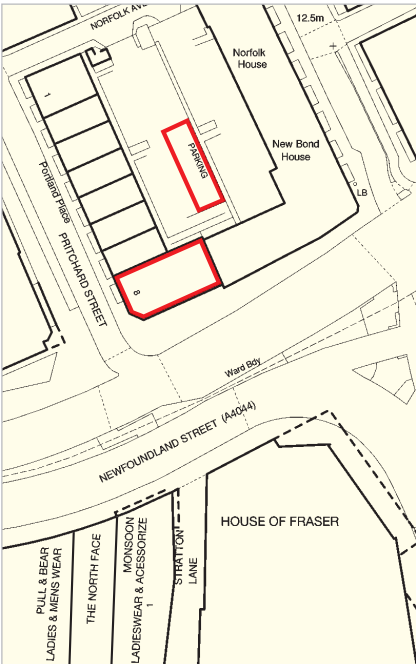 NORFOLK AVE
12.5m
Norfolk
House
1
PARKING
New Bond
House
LB
Portland Place
PRITCHARD STREET
8
Ward Bdy
NEWFOUNDLAND STREET (A4044)
HOUSE OF FRASER
PULL & BEAR
LADIES & MENS WEAR
THE NORTH FACE
MONSOON
LADIESWEAR & ACESSORIZE
1
STRATTON
LANE